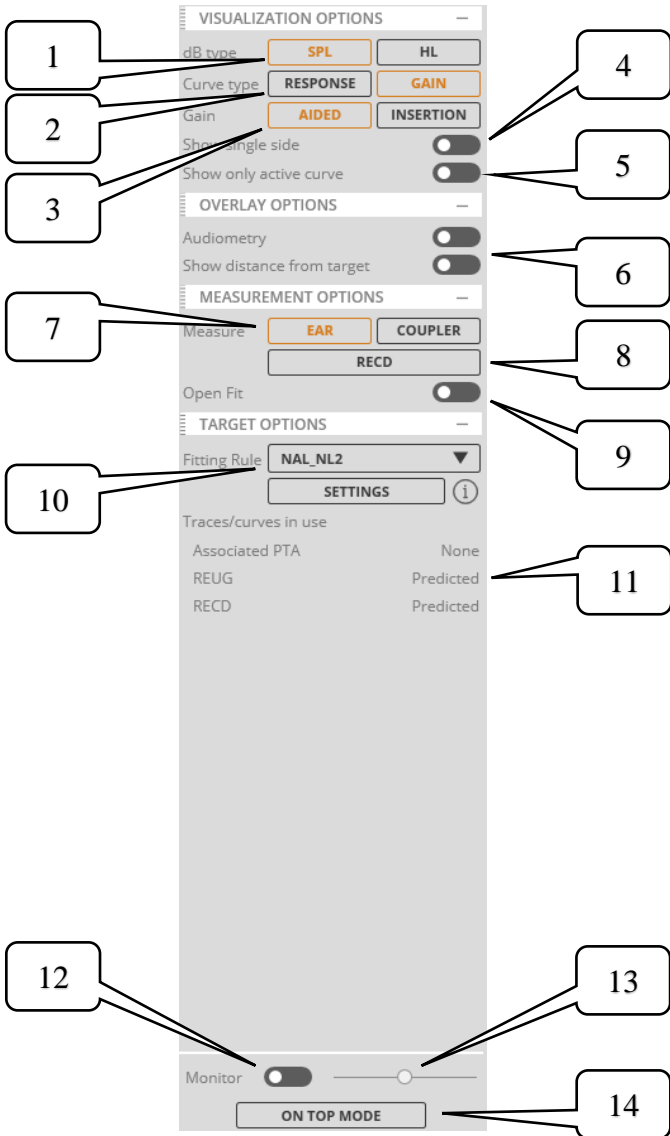 VISUALIZATION OPTIONS –
1
dB type SPL HL
4
Curve type RESPONSE GAIN
2
Gain AIDED INSERTION
Show single side
5
Show only active curve
3
OVERLAY OPTIONS –
Audiometry
Show distance from target
6
MEASUREMENT OPTIONS –
7
Measure EAR COUPLER
RECD
8
Open Fit
TARGET OPTIONS –
9
Fitting Rule NAL_NL2
10
SETTINGS i
Traces/curves in use
Associated PTA None
REUG Predicted
11
RECD Predicted
12
13
Monitor
ON TOP MODE
14